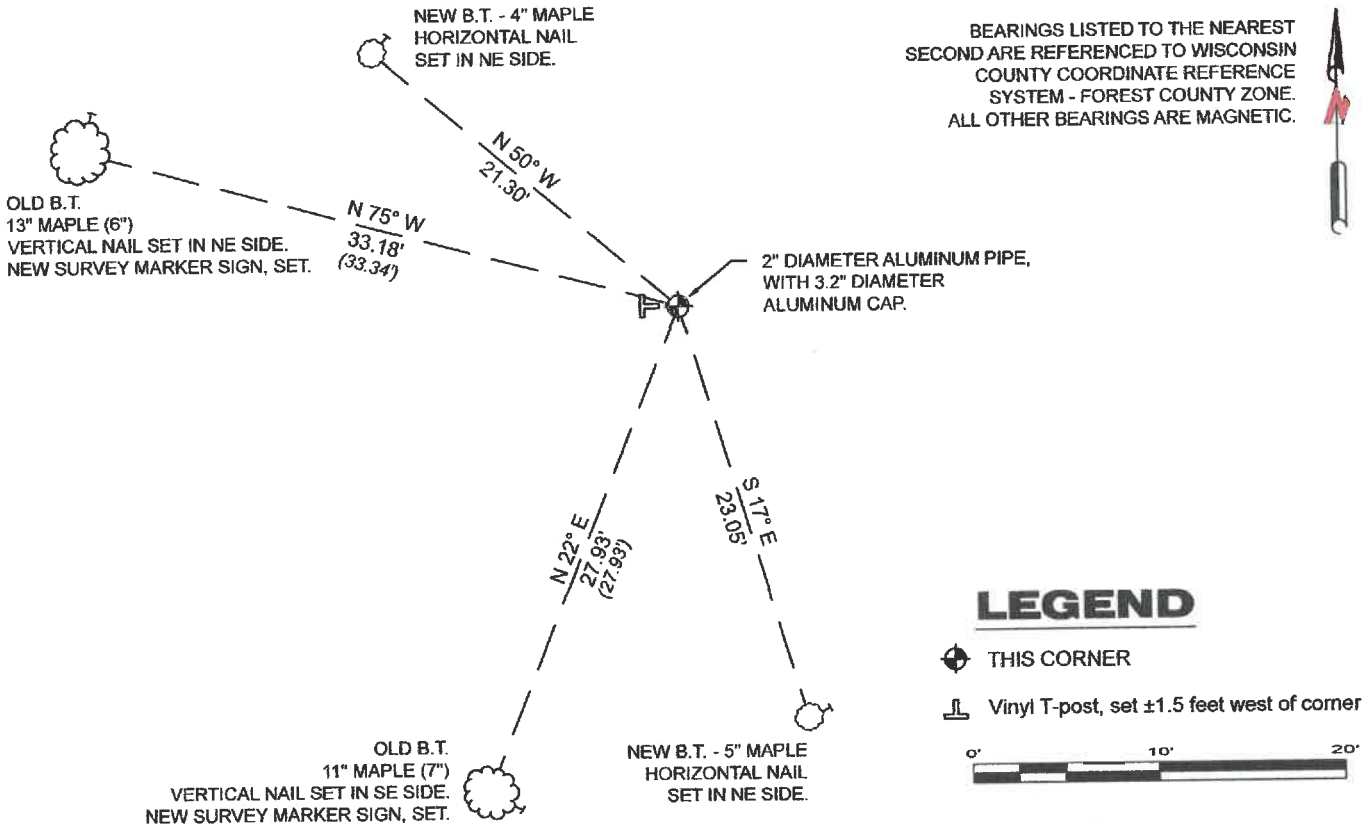 NEW B.T. - 4" MAPLE
HORIZONTAL NAIL
SET IN NE SIDE.
BEARINGS LISTED TO THE NEAREST
SECOND ARE REFERENCED TO WISCONSIN
COUNTY COORDINATE REFERENCE
SYSTEM - FOREST COUNTY ZONE.
ALL OTHER BEARINGS ARE MAGNETIC.
N
N 50° W
21.30'
OLD B.T.
13" MAPLE (6")
VERTICAL NAIL SET IN NE SIDE.
NEW SURVEY MARKER SIGN, SET.
N 75° W
33.18'
(33.34')
2" DIAMETER ALUMINUM PIPE,
WITH 3.2" DIAMETER
ALUMINUM CAP.
N 22° E
27.93'
(27.93')
S 17° E
23.05'
OLD B.T.
11" MAPLE (7")
VERTICAL NAIL SET IN SE SIDE.
NEW SURVEY MARKER SIGN, SET.
NEW B.T. - 5" MAPLE
HORIZONTAL NAIL
SET IN NE SIDE.
LEGEND
THIS CORNER
Vinyl T-post, set ±1.5 feet west of corner
0' 10' 20'